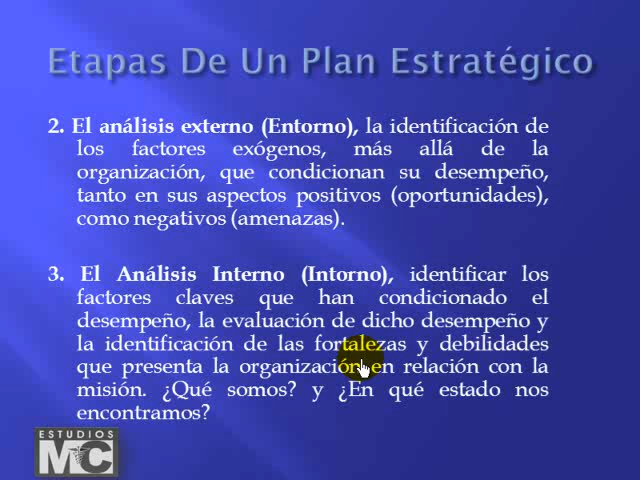 Etapas De Un Plan Estratégico
2. El análisis externo (Entorno), la identificación de
los factores exógenos, más allá de la
organización, que condicionan su desempeño,
tanto en sus aspectos positivos (oportunidades),
como negativos (amenazas).
3. El Análisis Interno (Intorno), identificar los
factores claves que han condicionado el
desempeño, la evaluación de dicho desempeño y
la identificación de las fortalezas y debilidades
que presenta la organización en relación con la
misión. ¿Qué somos? y ¿En qué estado nos
encontramos?
ESTUDIOS
MC